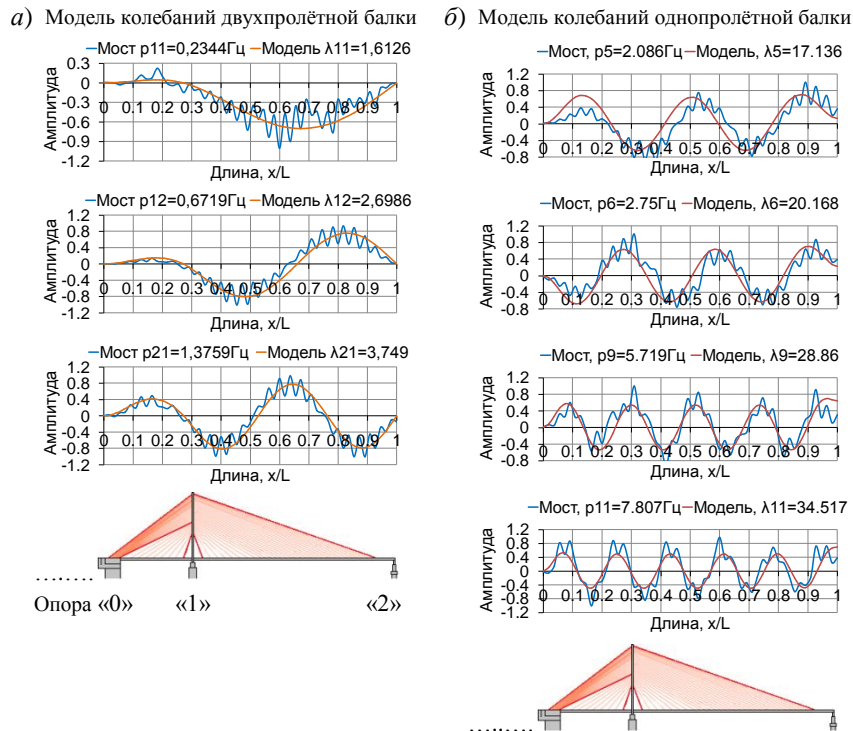 а) Модель колебаний двухпролётной балки
Мост p11=0,2344Гц Модель λ11=1,6126
Амплитуда
0.3
0
-0.3
-0.6
-0.9
-1.2
0 0.1 0.2 0.3 0.4 0.5 0.6 0.7 0.8 0.9 1
Длина, x/L
Мост p12=0,6719Гц Модель λ12=2,6986
Амплитуда
1.2
0.8
0.4
0
-0.4
-0.8
-1.2
0 0.1 0.2 0.3 0.4 0.5 0.6 0.7 0.8 0.9 1
Длина, x/L
Мост p21=1,3759Гц Модель λ21=3,749
Амплитуда
1.2
0.8
0.4
0
-0.4
-0.8
-1.2
0 0.1 0.2 0.3 0.4 0.5 0.6 0.7 0.8 0.9 1
Длина, x/L
Опора «0» «1» «2»
б) Модель колебаний однопролётной балки
Мост, p5=2.086Гц Модель, λ5=17.136
Амплитуда
1.2
0.8
0.4
0
-0.4
-0.8
0 0.1 0.2 0.3 0.4 0.5 0.6 0.7 0.8 0.9 1
Длина, x/L
Мост, p6=2.75Гц Модель, λ6=20.168
Амплитуда
1.2
0.8
0.4
0
-0.4
-0.8
0 0.1 0.2 0.3 0.4 0.5 0.6 0.7 0.8 0.9 1
Длина, x/L
Мост, p9=5.719Гц Модель, λ9=28.86
Амплитуда
1.2
0.8
0.4
0
-0.4
-0.8
0 0.1 0.2 0.3 0.4 0.5 0.6 0.7 0.8 0.9 1
Длина, x/L
Мост, p11=7.807Гц Модель, λ11=34.517
Амплитуда
1.2
0.8
0.4
0
-0.4
-0.8
-1.2
0 0.1 0.2 0.3 0.4 0.5 0.6 0.7 0.8 0.9 1
Длина, x/L